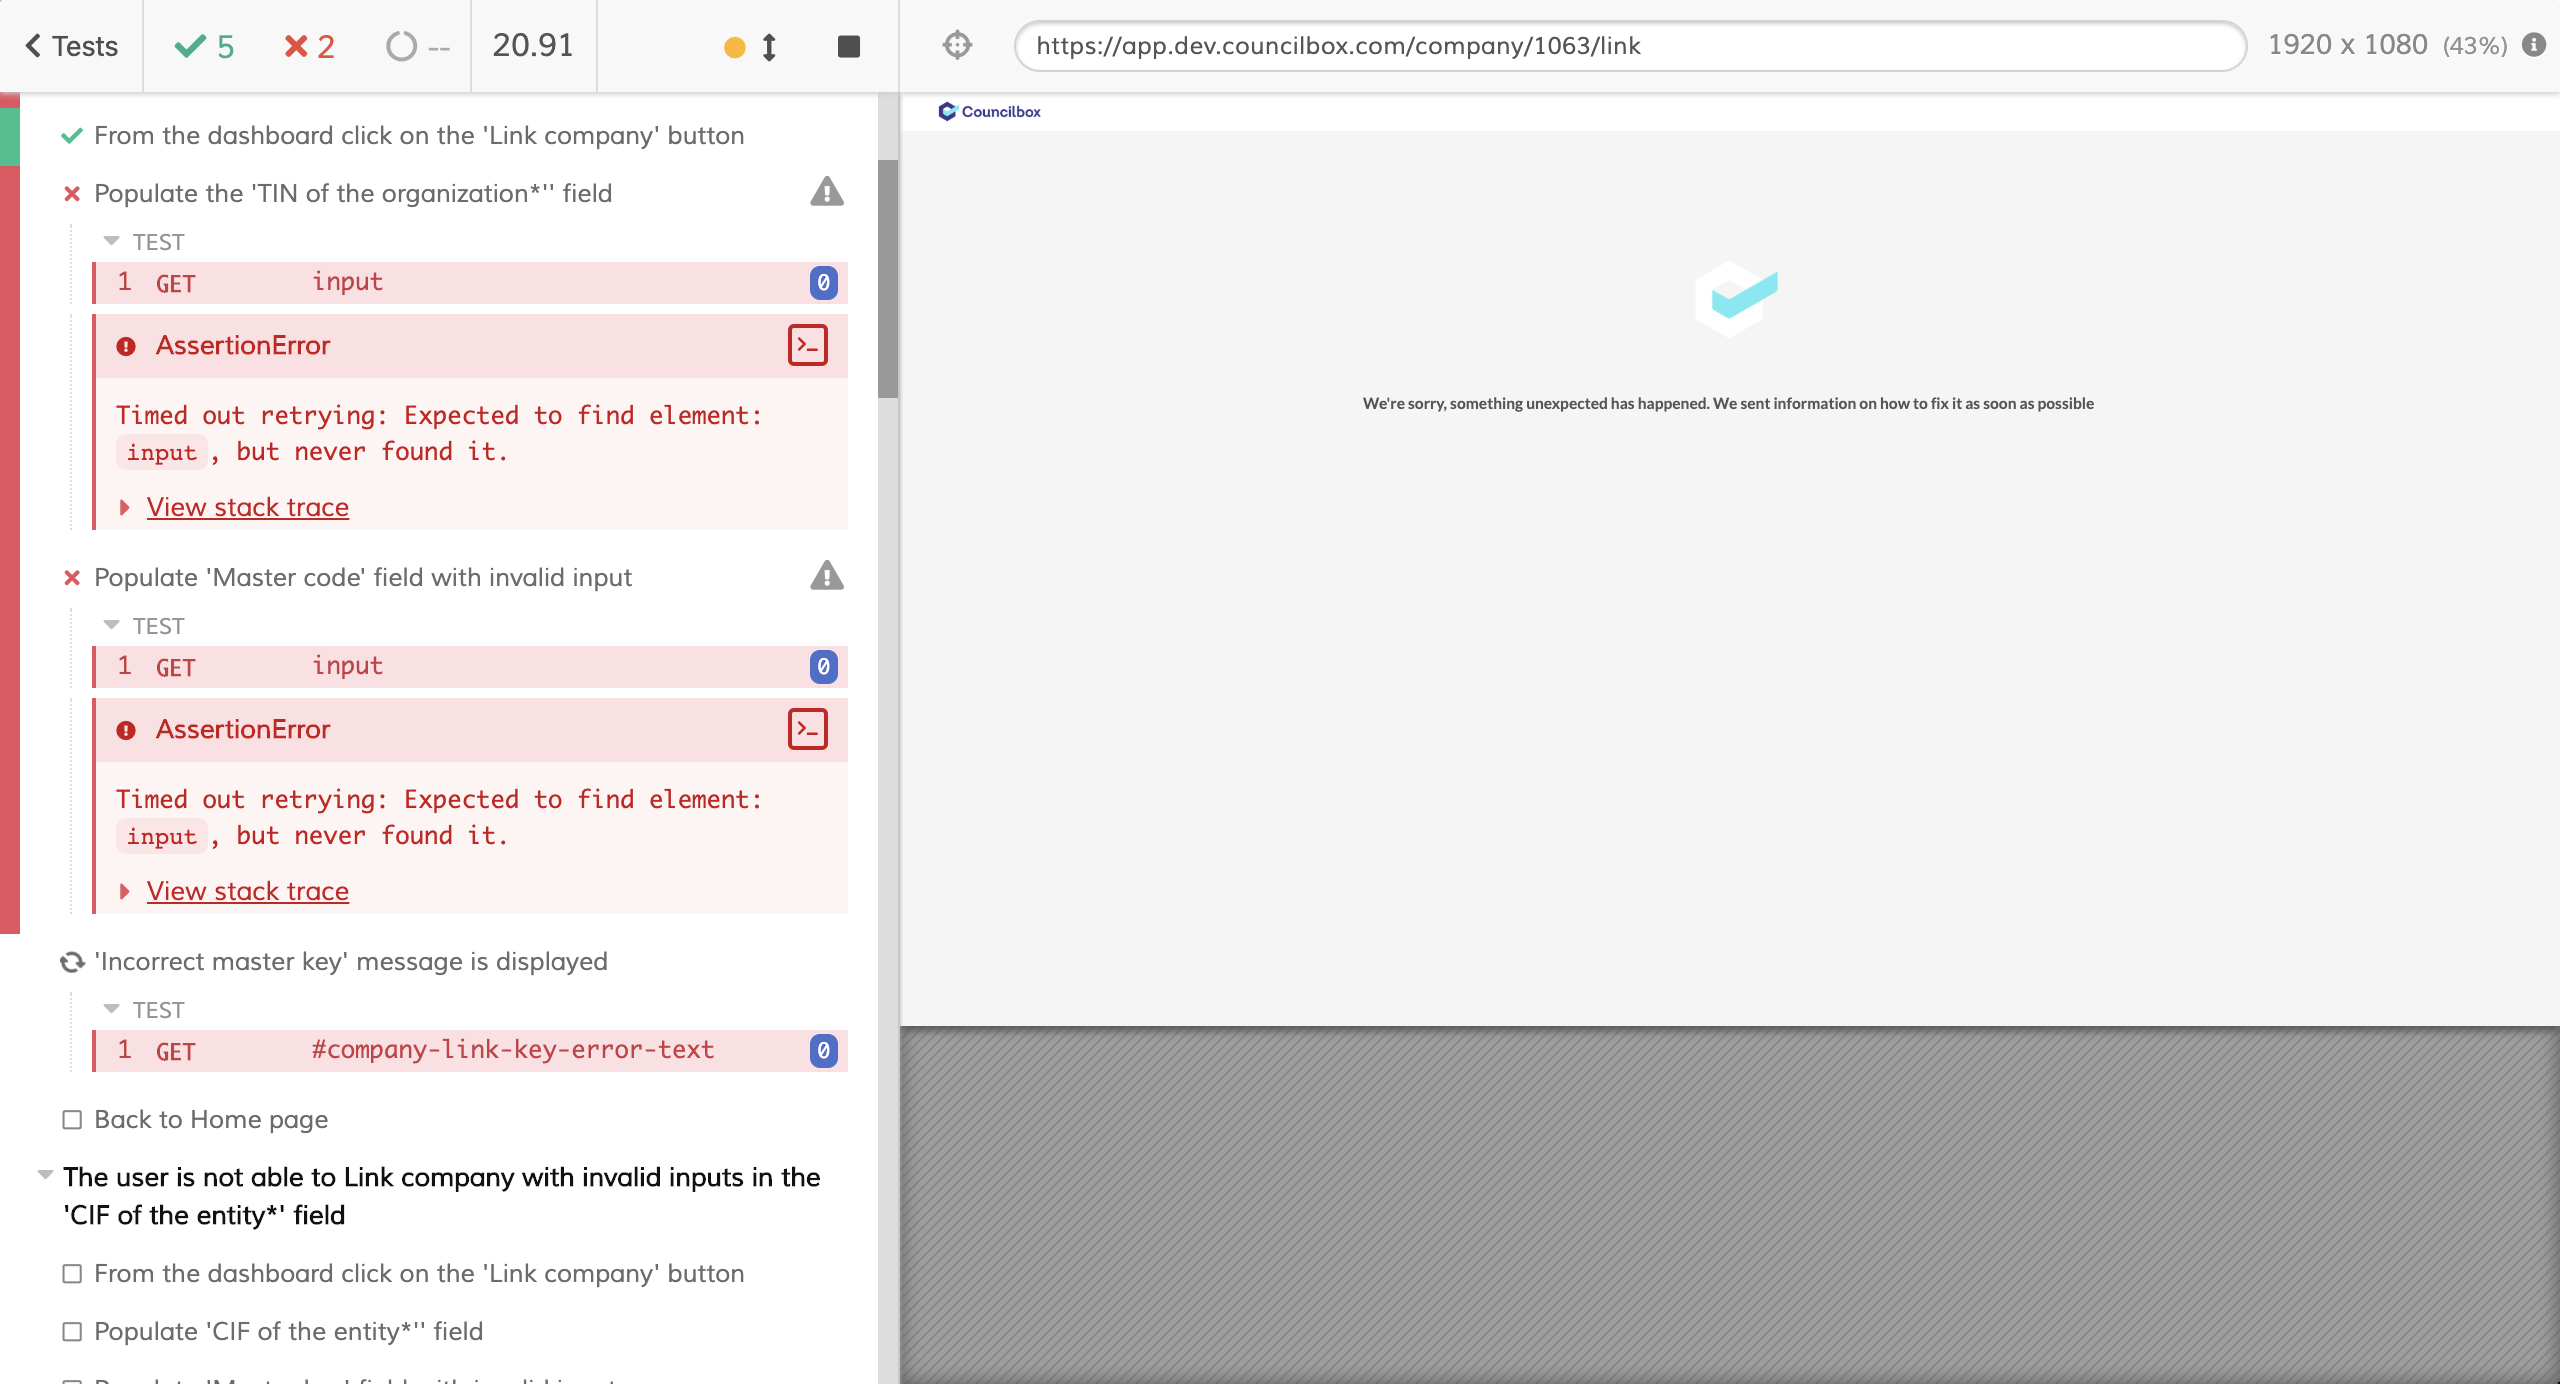 Tests
5
2
--
20.91
https://app.dev.councilbox.com/company/1063/link
1920 x 1080 (43%)
From the dashboard click on the 'Link company' button
Populate the 'TIN of the organization*'' field
TEST
1 GET input 0
AssertionError
Timed out retrying: Expected to find element:
input, but never found it.
View stack trace
Populate 'Master code' field with invalid input
TEST
1 GET input 0
AssertionError
Timed out retrying: Expected to find element:
input, but never found it.
View stack trace
'Incorrect master key' message is displayed
TEST
1 GET #company-link-key-error-text 0
Back to Home page
The user is not able to Link company with invalid inputs in the
'CIF of the entity*' field
From the dashboard click on the 'Link company' button
Populate 'CIF of the entity*'' field
Councilbox
We're sorry, something unexpected has happened. We sent information on how to fix it as soon as possible